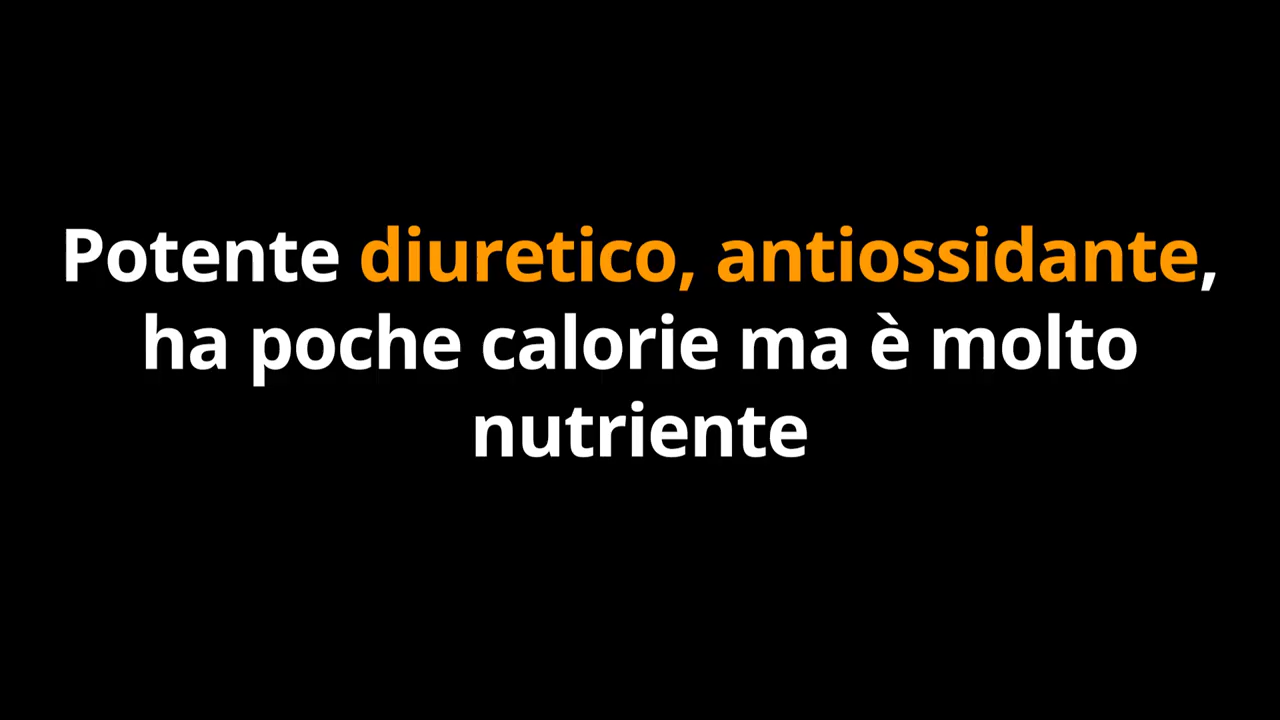 Potente diuretico, antiossidante,
ha poche calorie ma è molto
nutriente